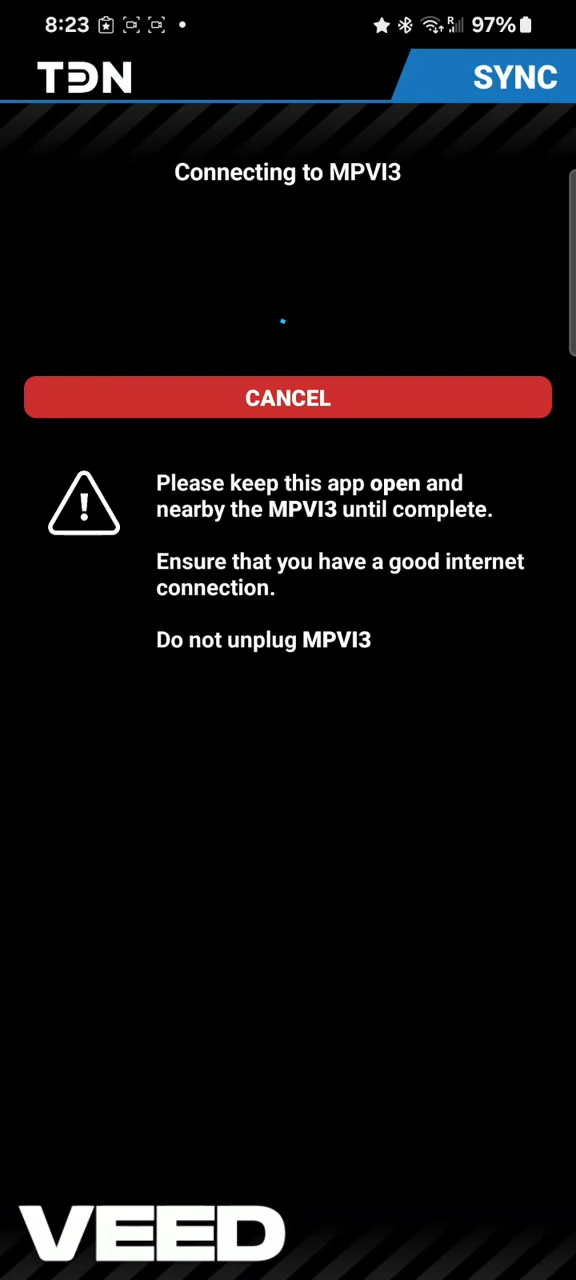 8:23
R
97%
TDN
SYNC
Connecting to MPVI3
CANCEL
!
Please keep this app open and
nearby the MPVI3 until complete.
Ensure that you have a good internet
connection.
Do not unplug MPVI3
VEED